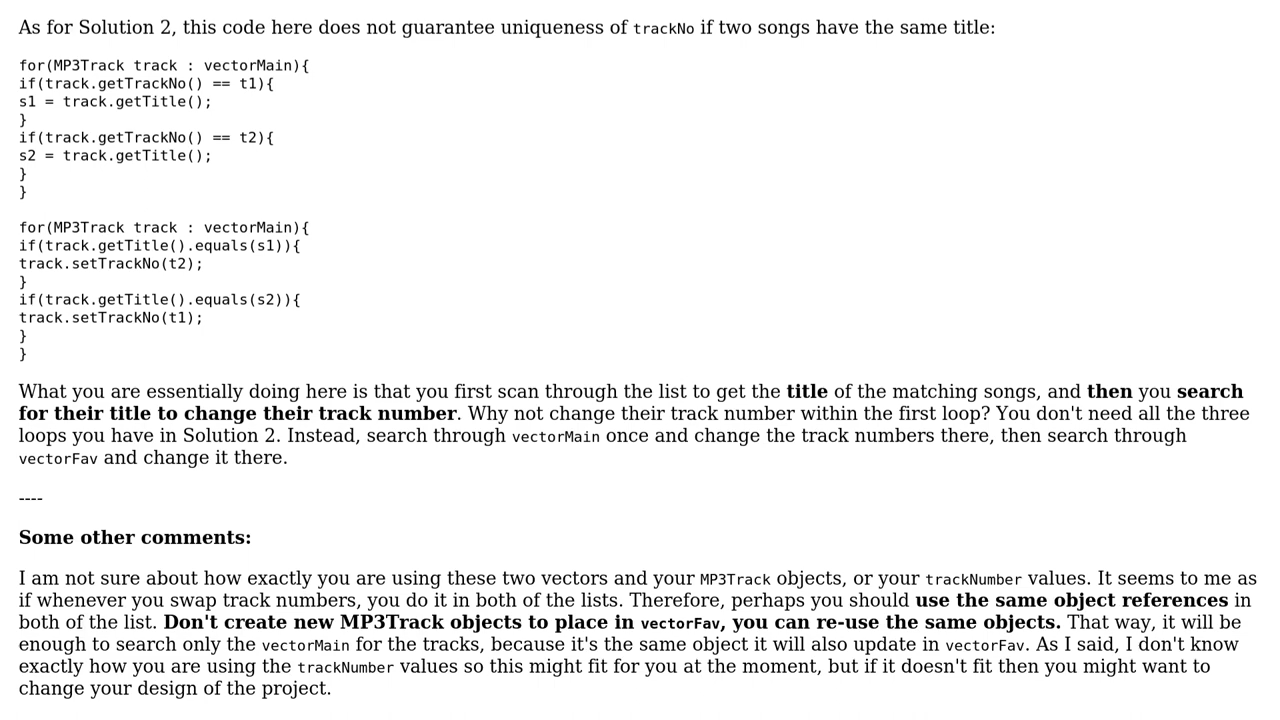 As for Solution 2, this code here does not guarantee uniqueness of trackNo if two songs have the same title:
for(MP3Track track : vectorMain){
if(track.getTrackNo() == t1){
s1 = track.getTitle();
}
if(track.getTrackNo() == t2){
s2 = track.getTitle();
}
}
for(MP3Track track : vectorMain){
if(track.getTitle().equals(s1)){
track.setTrackNo(t2);
}
if(track.getTitle().equals(s2)){
track.setTrackNo(t1);
}
}
What you are essentially doing here is that you first scan through the list to get the title of the matching songs, and then you search
for their title to change their track number. Why not change their track number within the first loop? You don't need all the three
loops you have in Solution 2. Instead, search through vectorMain once and change the track numbers there, then search through
vectorFav and change it there.
----
Some other comments:
I am not sure about how exactly you are using these two vectors and your MP3Track objects, or your trackNumber values. It seems to me as
if whenever you swap track numbers, you do it in both of the lists. Therefore, perhaps you should use the same object references in
both of the list. Don't create new MP3Track objects to place in vectorFav, you can re-use the same objects. That way, it will be
enough to search only the vectorMain for the tracks, because it's the same object it will also update in vectorFav. As I said, I don't know
exactly how you are using the trackNumber values so this might fit for you at the moment, but if it doesn't fit then you might want to
change your design of the project.